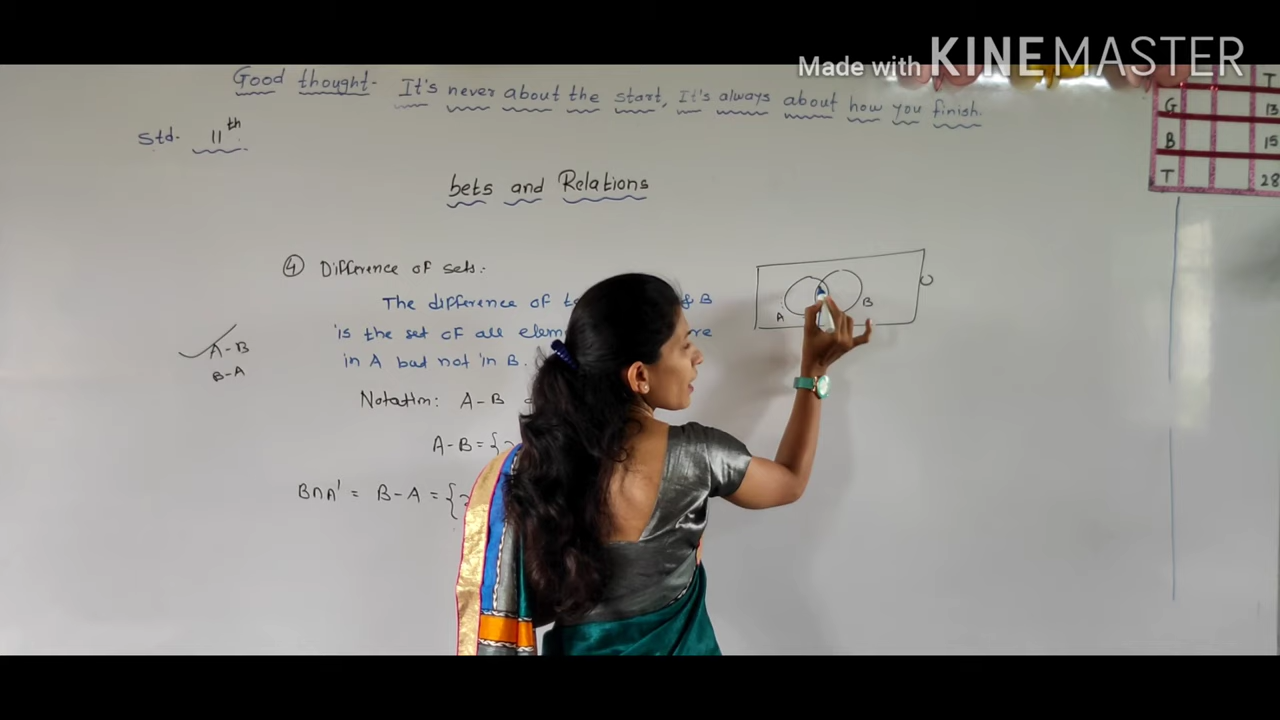 Made with KINEMASTER
Good thought- It's never about the start, It's always about how you finish.
Std- 11th
bets and Relations
④ Difference of sets:
The difference of B
is the set of all
in A but not in B.
A-B
B-A
Notation: A-B
A-B={
B∩A' = B-A={
A
B
U
T
G 13
B 15
T 28